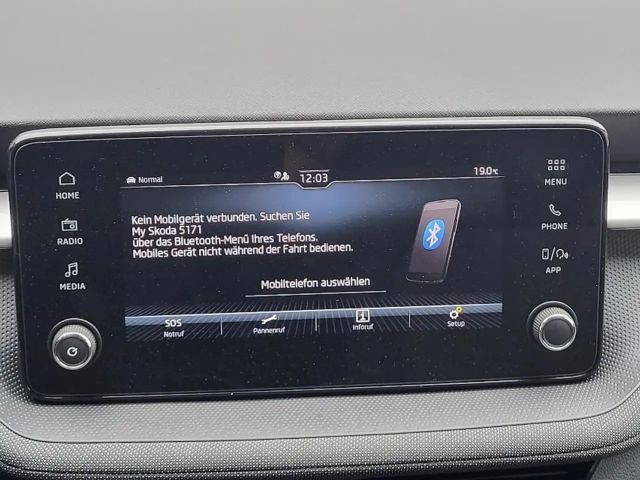 HOME
RADIO
MEDIA
Normal
12:03
19.0°C
Kein Mobilgerät verbunden. Suchen Sie
My Skoda 5171
über das Bluetooth-Menü Ihres Telefons.
Mobiles Gerät nicht während der Fahrt bedienen.
Mobiltelefon auswählen
SOS
Notruf
Pannenruf
Inforuf
Setup
MENU
PHONE
APP